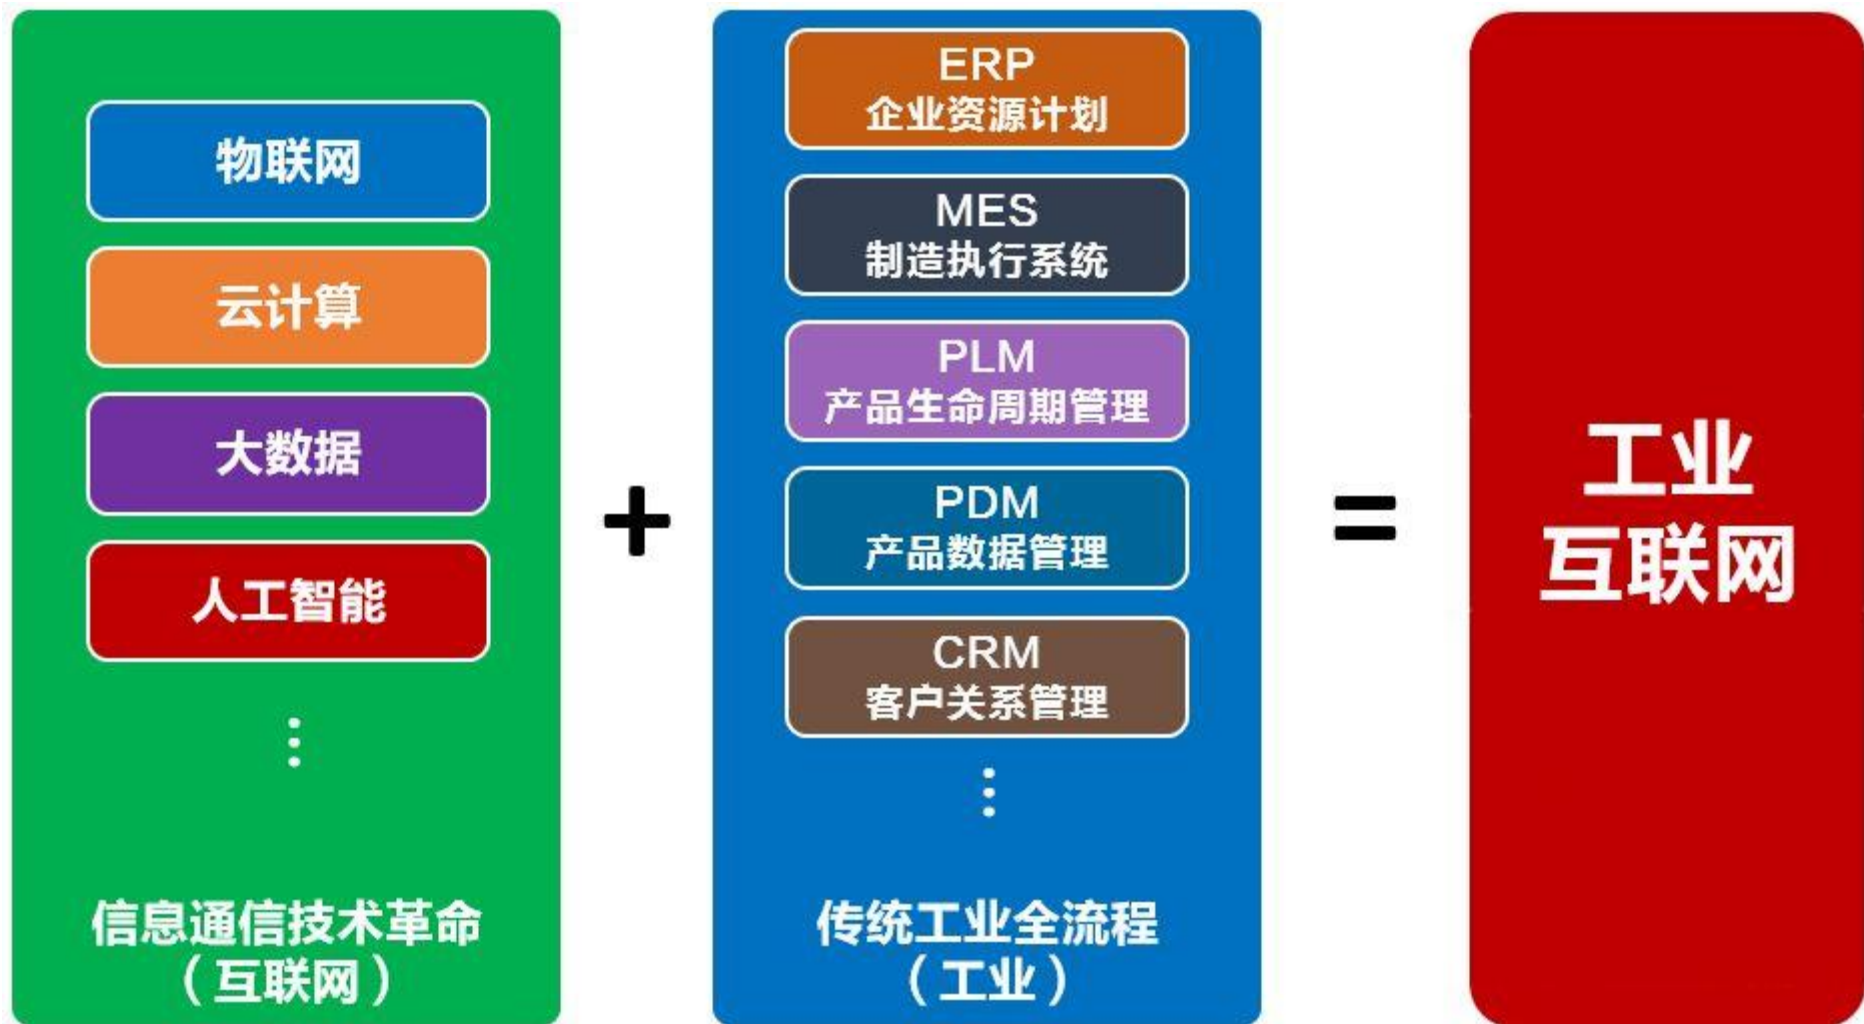 物联网
云计算
大数据
人工智能
⋮
信息通信技术革命
（互联网）
+
ERP
企业资源计划
MES
制造执行系统
PLM
产品生命周期管理
PDM
产品数据管理
CRM
客户关系管理
⋮
传统工业全流程
（工业）
=
工业
互联网